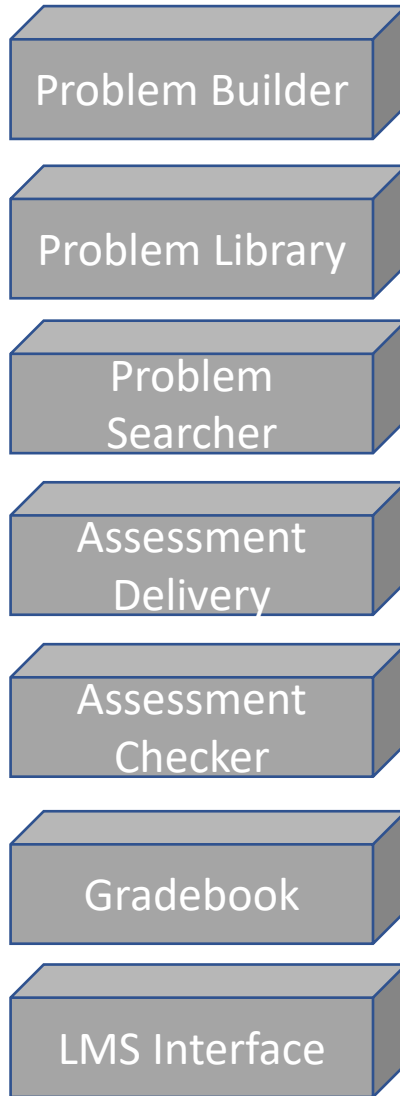 Problem Builder
Problem Library
Problem
Searcher
Assessment
Delivery
Assessment
Checker
Gradebook
LMS Interface